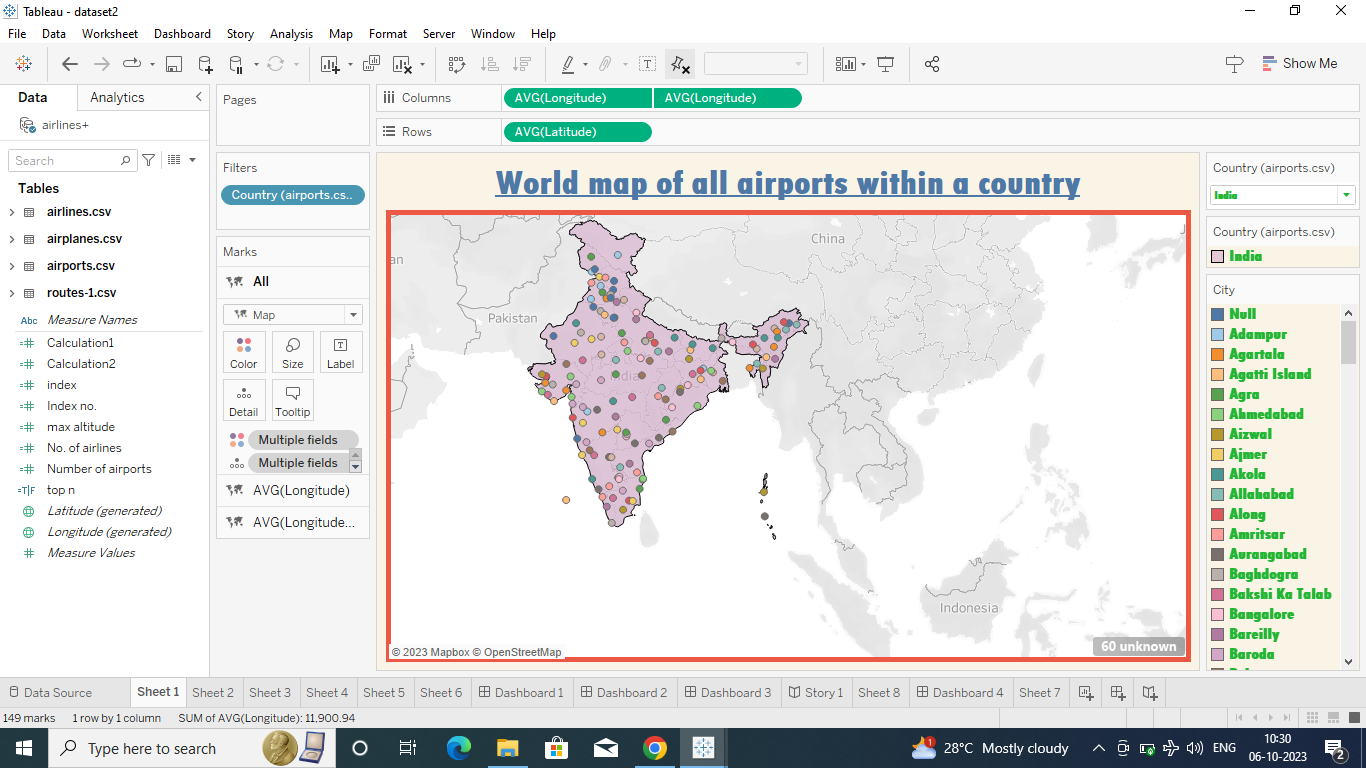 Tableau - dataset2
File Data Worksheet Dashboard Story Analysis Map Format Server Window Help
Show Me
Data Analytics
airlines+
Search
Tables
airlines.csv
airplanes.csv
airports.csv
routes-1.csv
Abc Measure Names
Calculation1
Calculation2
index
Index no.
max altitude
No. of airlines
Number of airports
top n
Latitude (generated)
Longitude (generated)
Measure Values
Pages
Filters
Country (airports.cs..
Marks
All
Map
Color Size Label
Detail Tooltip
Multiple fields
Multiple fields
AVG(Longitude)
AVG(Longitude...
Columns AVG(Longitude) AVG(Longitude)
Rows AVG(Latitude)
World map of all airports within a country
China
Pakistan
Indonesia
60 unknown
© 2023 Mapbox © OpenStreetMap
Country (airports.csv)
India
Country (airports.csv)
India
City
Null
Adampur
Agartala
Agatti Island
Agra
Ahmedabad
Aizwal
Ajmer
Akola
Allahabad
Along
Amritsar
Aurangabad
Baghdogra
Bakshi Ka Talab
Bangalore
Bareilly
Baroda
Data Source Sheet 1 Sheet 2 Sheet 3 Sheet 4 Sheet 5 Sheet 6 Dashboard 1 Dashboard 2 Dashboard 3 Story 1 Sheet 8 Dashboard 4 Sheet 7
149 marks 1 row by 1 column SUM of AVG(Longitude): 11,900.94
Type here to search
28°C Mostly cloudy
ENG
10:30
06-10-2023